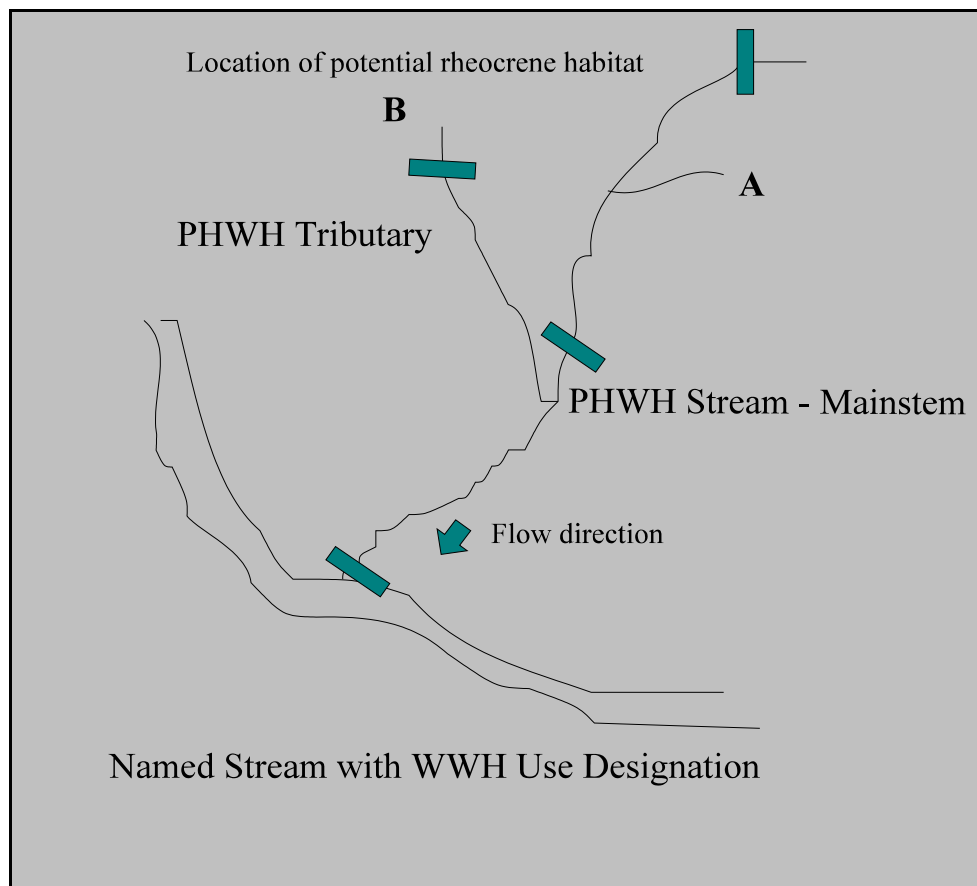 Location of potential rheocrene habitat
B
A
PHWH Tributary
PHWH Stream - Mainstem
Flow direction
Named Stream with WWH Use Designation